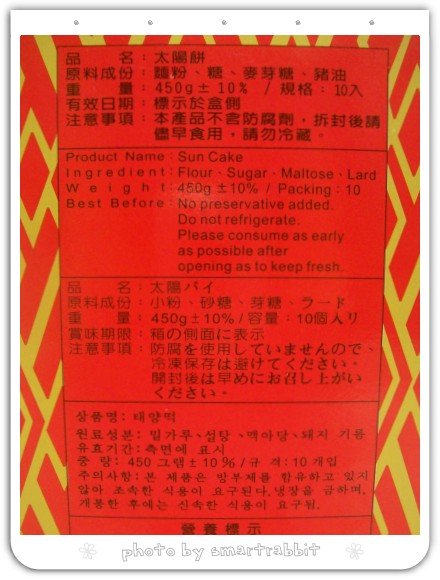 品　　名：太陽餅
原料成份：麵粉、糖、麥芽糖、豬油
重　　量：450g±10% / 規格：10入
有效日期：標示於盒側
注意事項：本產品不含防腐劑，拆封後請
儘早食用，請勿冷藏。
Product Name：Sun Cake
Ingredient：Flour · Sugar · Maltose · Lard
Weight：450g±10% / Packing：10
Best Before：No preservative added.
Do not refrigerate.
Please consume as early
as possible after
opening as to keep fresh.
品　　名：太陽パイ
原料成份：小粉、砂糖、芽糖、ラード
重　　量：450g±10% / 容量：10個入リ
賞味期限：箱の側面に表示
注意事項：防腐を使用していませんので、
冷凍保存は避けてください。
開封後は早めにお召し上がい
ください。
상품명: 태양떡
원료성분: 밀가루、설탕、맥아당、돼지 기름
유효기간: 측면에 표시
중 량: 450 그램±10%/규 격: 10 개입
주의사항: 본 제품은 방부제를 함유하고 있지
않아 조속한 식용이 요구된다.냉장을 금하며,
개봉한 후에는 신속한 식용이 요구됨.
營養標示
photo by smartrabbit